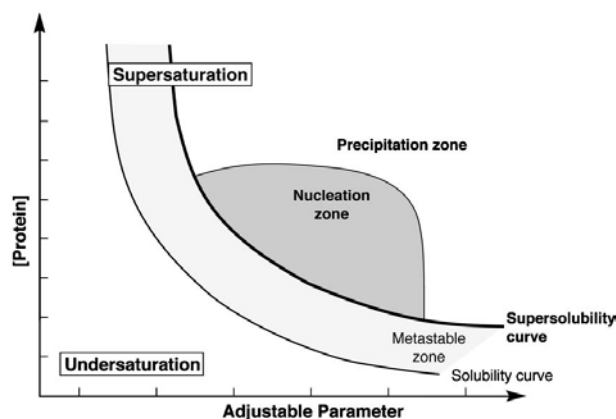 Supersaturation
Precipitation zone
Nucleation
zone
[Protein]
Supersolubility
curve
Metastable
zone
Undersaturation
Solubility curve
Adjustable Parameter